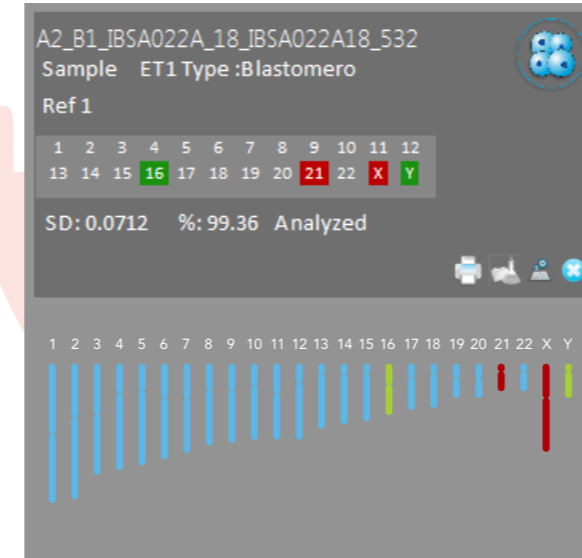 A2_B1_IBSA022A_18_IBSA022A18_532
Sample ET1 Type :Blastomero
Ref 1
1 2 3 4 5 6 7 8 9 10 11 12
13 14 15 16 17 18 19 20 21 22 X Y
SD: 0.0712 %: 99.36 Analyzed
1 2 3 4 5 6 7 8 9 10 11 12 13 14 15 16 17 18 19 20 21 22 X Y